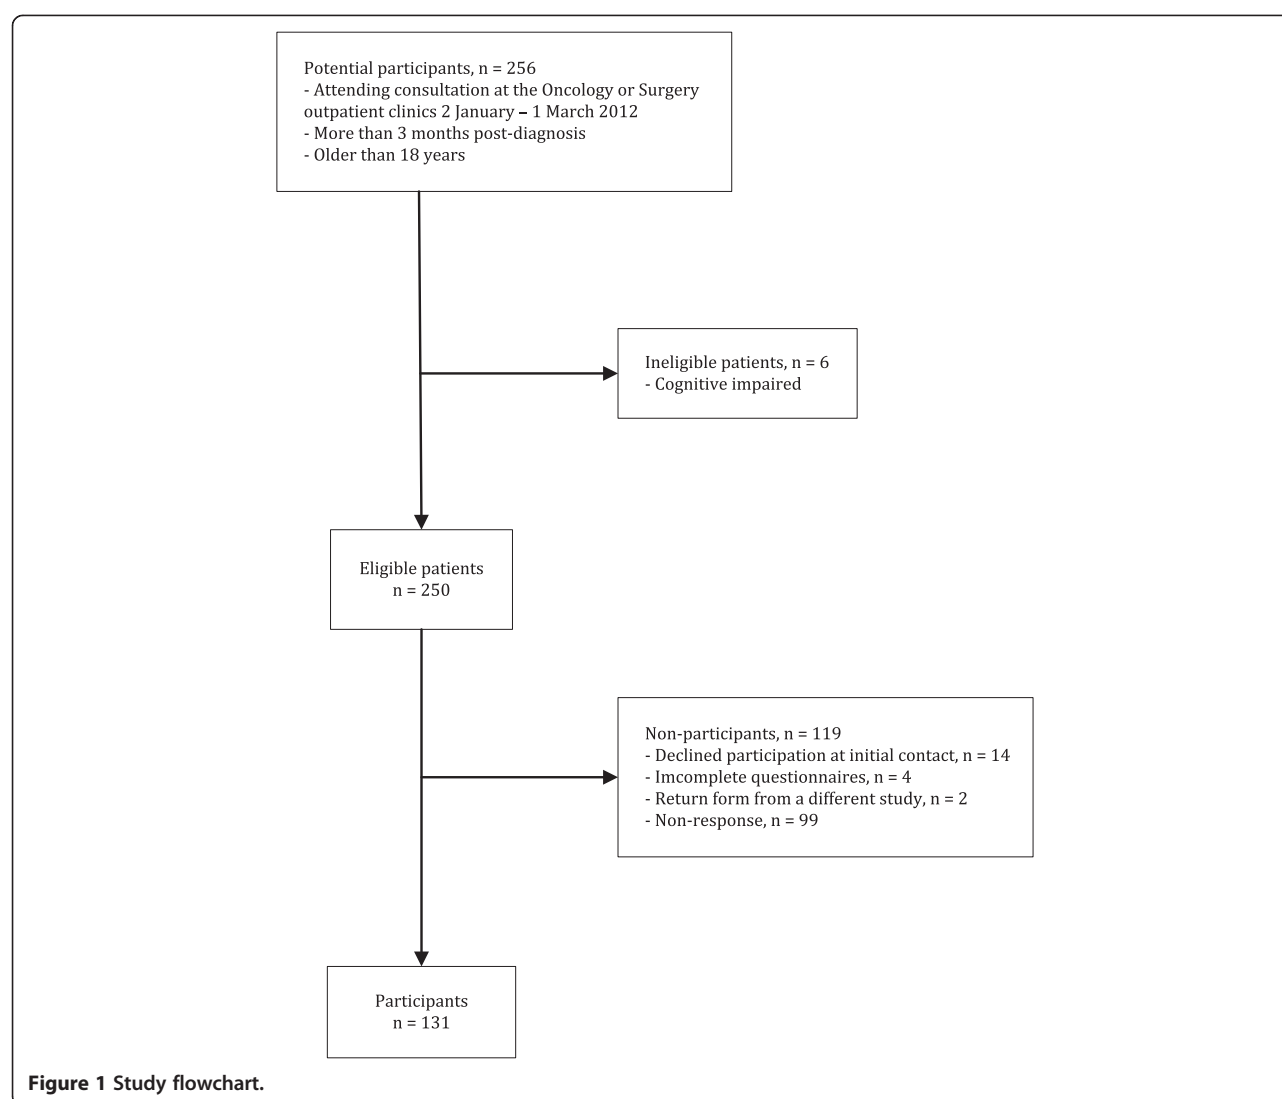 Potential participants, n = 256
- Attending consultation at the Oncology or Surgery
outpatient clinics 2 January – 1 March 2012
- More than 3 months post-diagnosis
- Older than 18 years
Ineligible patients, n = 6
- Cognitive impaired
Eligible patients
n = 250
Non-participants, n = 119
- Declined participation at initial contact, n = 14
- Imcomplete questionnaires, n = 4
- Return form from a different study, n = 2
- Non-response, n = 99
Participants
n = 131
Figure 1 Study flowchart.